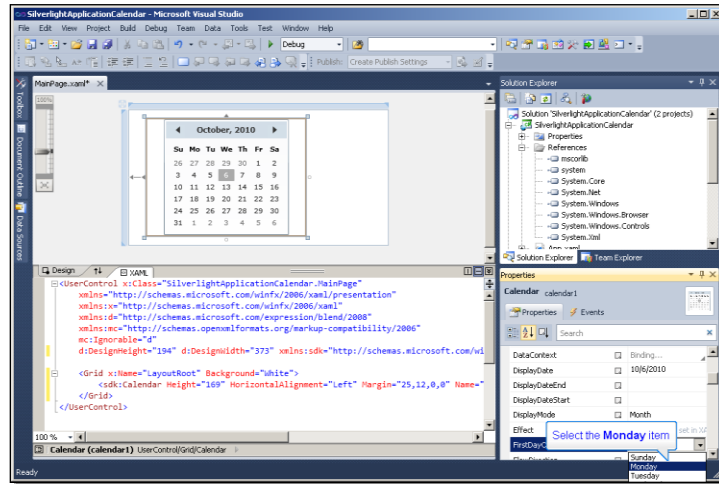 SilverlightApplicationCalendar - Microsoft Visual Studio
File Edit View Project Build Debug Team Data Tools Test Window Help
Debug
Publish: Create Publish Settings
Toolbox
Document Outline
Data Sources
MainPage.xaml*
100%
October, 2010
Su Mo Tu We Th Fr Sa
26 27 28 29 30 1 2
3 4 5 6 7 8 9
10 11 12 13 14 15 16
17 18 19 20 21 22 23
24 25 26 27 28 29 30
31 1 2 3 4 5 6
Design XAML
<UserControl x:Class="SilverlightApplicationCalendar.MainPage"
xmlns="http://schemas.microsoft.com/winfx/2006/xaml/presentation"
xmlns:x="http://schemas.microsoft.com/winfx/2006/xaml"
xmlns:d="http://schemas.microsoft.com/expression/blend/2008"
xmlns:mc="http://schemas.openxmlformats.org/markup-compatibility/2006"
mc:Ignorable="d"
d:DesignHeight="194" d:DesignWidth="373" xmlns:sdk="http://schemas.microsoft.com/wi
<Grid x:Name="LayoutRoot" Background="White">
<sdk:Calendar Height="169" HorizontalAlignment="Left" Margin="25,12,0,0" Name="
</Grid>
</UserControl>
100 %
Calendar (calendar1) UserControl/Grid/Calendar
Ready
Solution Explorer
Solution 'SilverlightApplicationCalendar' (2 projects)
SilverlightApplicationCalendar
Properties
References
mscorlib
system
System.Core
System.Net
System.Windows
System.Windows.Browser
System.Windows.Controls
System.Xml
App.xaml
Solution Explorer Team Explorer
Properties
Calendar calendar1
Properties Events
Search
DataContext Binding...
DisplayDate 10/6/2010
DisplayDateEnd
DisplayDateStart
DisplayMode Month
Effect
Select the Monday item
Sunday
Monday
Tuesday